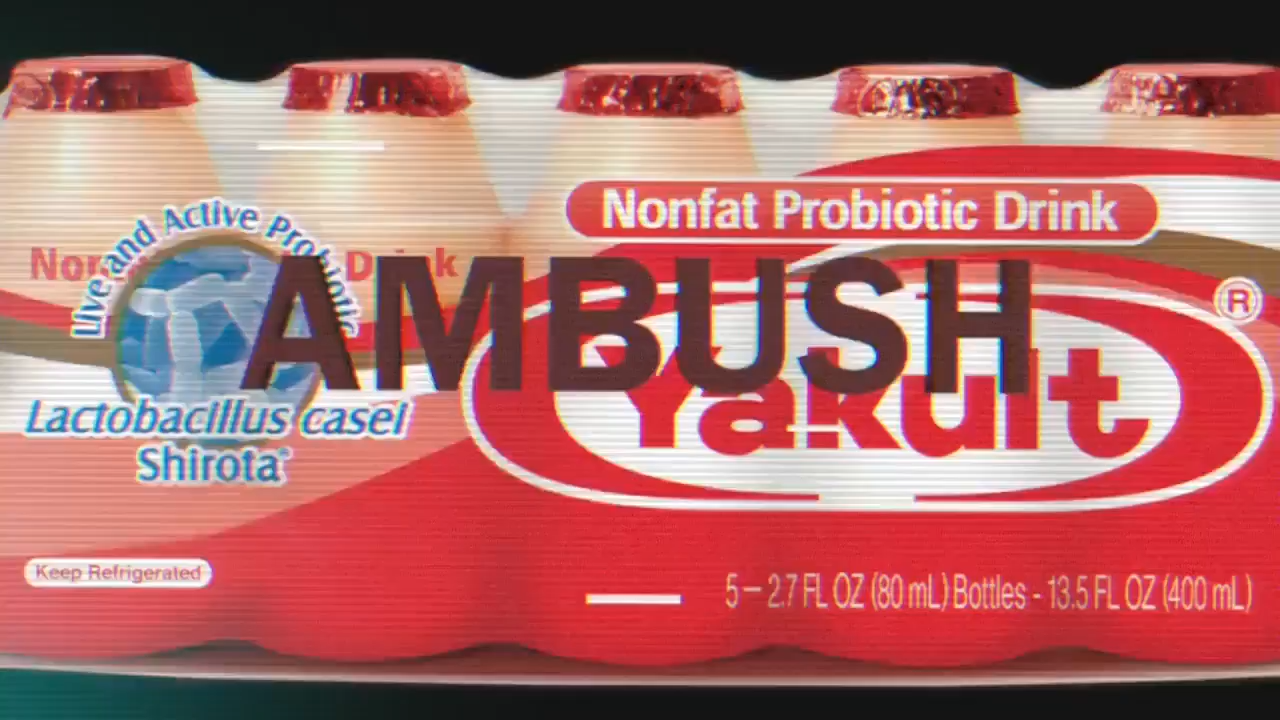 Nonfat Probiotic Drink
Live and Active Probiotic
AMBUSH
Yakult®
Lactobacillus casei
Shirota
Keep Refrigerated
5 – 2.7 FL OZ (80 mL) Bottles - 13.5 FL OZ (400 mL)